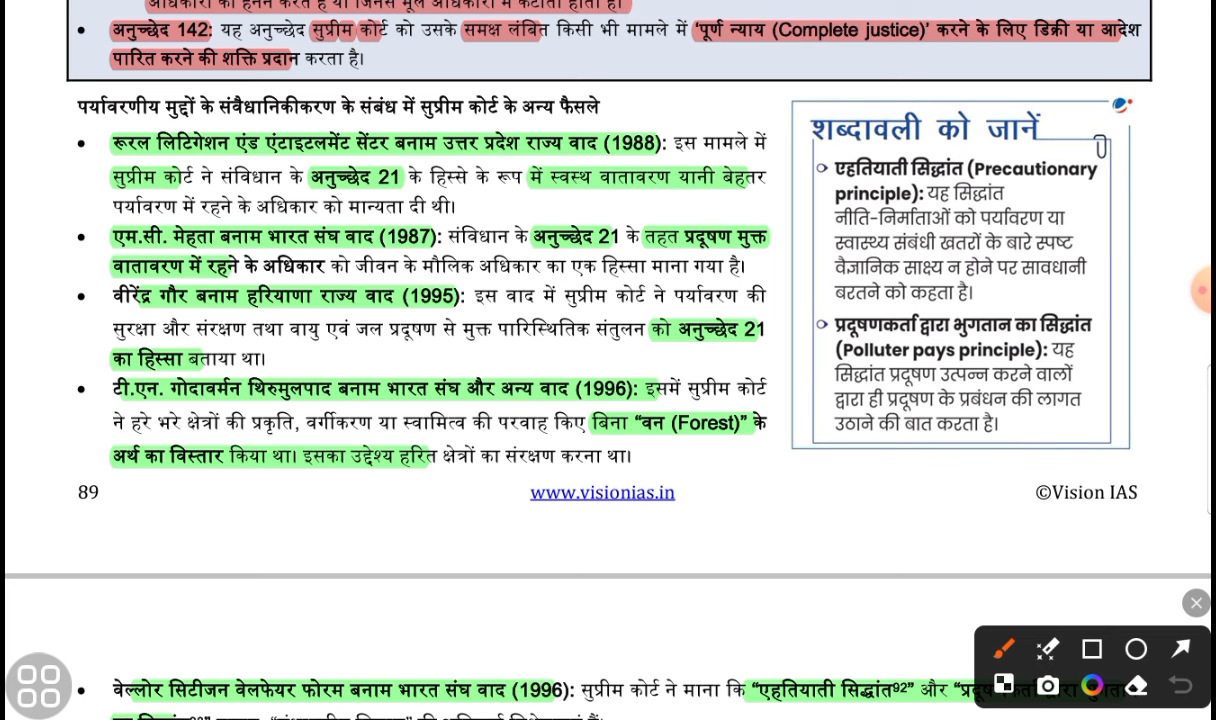 अधिकारों का हनन करते हैं या जिनसे मूल अधिकारों में कटौती होती हो।
• अनुच्छेद 142: यह अनुच्छेद सुप्रीम कोर्ट को उसके समक्ष लंबित किसी भी मामले में ‘पूर्ण न्याय (Complete justice)’ करने के लिए डिक्री या आदेश
पारित करने की शक्ति प्रदान करता है।
पर्यावरणीय मुद्दों के संवैधानिकीकरण के संबंध में सुप्रीम कोर्ट के अन्य फैसले
• रूरल लिटिगेशन एंड एंटाइटलमेंट सेंटर बनाम उत्तर प्रदेश राज्य वाद (1988): इस मामले में
सुप्रीम कोर्ट ने संविधान के अनुच्छेद 21 के हिस्से के रूप में स्वस्थ वातावरण यानी बेहतर
पर्यावरण में रहने के अधिकार को मान्यता दी थी।
• एम.सी. मेहता बनाम भारत संघ वाद (1987): संविधान के अनुच्छेद 21 के तहत प्रदूषण मुक्त
वातावरण में रहने के अधिकार को जीवन के मौलिक अधिकार का एक हिस्सा माना गया है।
• वीरेंद्र गौर बनाम हरियाणा राज्य वाद (1995): इस वाद में सुप्रीम कोर्ट ने पर्यावरण की
सुरक्षा और संरक्षण तथा वायु एवं जल प्रदूषण से मुक्त पारिस्थितिक संतुलन को अनुच्छेद 21
का हिस्सा बताया था।
• टी.एन. गोदावर्मन थिरुमुलपाद बनाम भारत संघ और अन्य वाद (1996): इसमें सुप्रीम कोर्ट
ने हरे भरे क्षेत्रों की प्रकृति, वर्गीकरण या स्वामित्व की परवाह किए बिना “वन (Forest)” के
अर्थ का विस्तार किया था। इसका उद्देश्य हरित क्षेत्रों का संरक्षण करना था।
शब्दावली को जानें
एहतियाती सिद्धांत (Precautionary
principle): यह सिद्धांत
नीति-निर्माताओं को पर्यावरण या
स्वास्थ्य संबंधी खतरों के बारे स्पष्ट
वैज्ञानिक साक्ष्य न होने पर सावधानी
बरतने को कहता है।
प्रदूषणकर्ता द्वारा भुगतान का सिद्धांत
(Polluter pays principle): यह
सिद्धांत प्रदूषण उत्पन्न करने वालों
द्वारा ही प्रदूषण के प्रबंधन की लागत
उठाने की बात करता है।
89
www.visionias.in
©Vision IAS
• वेल्लोर सिटीजन वेलफेयर फोरम बनाम भारत संघ वाद (1996): सुप्रीम कोर्ट ने माना कि “एहतियाती सिद्धांत92” और